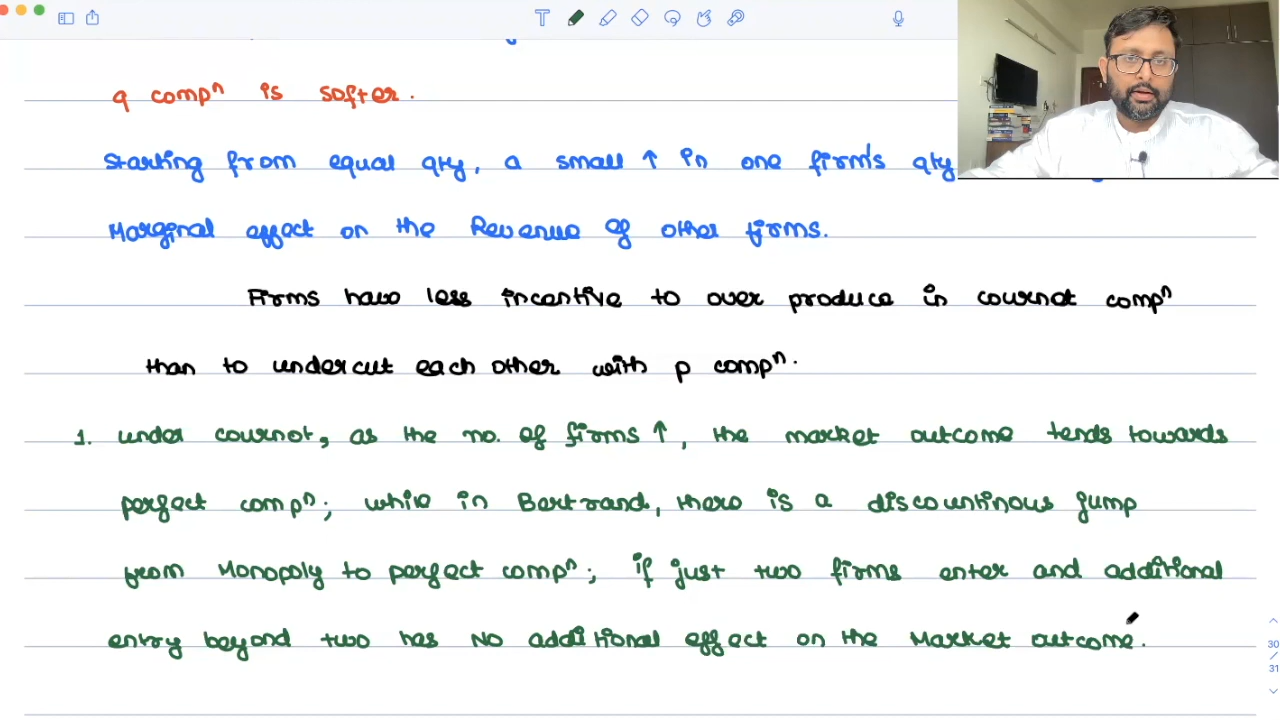 q compⁿ is softer.
Starting from equal qty, a small ↑ in one firm's qty
Marginal effect on the Revenue of other firms.
Firms have less incentive to over produce in cournot compⁿ
than to undercut each other with p compⁿ.
1. under cournot, as the no. of firms ↑, the market outcome tends towards
perfect compⁿ; while in Bertrand, there is a discountinous jump
from Monopoly to perfect compⁿ; if just two firms enter and additional
entry beyond two has No additional effect on the Market outcome.
30
/
31